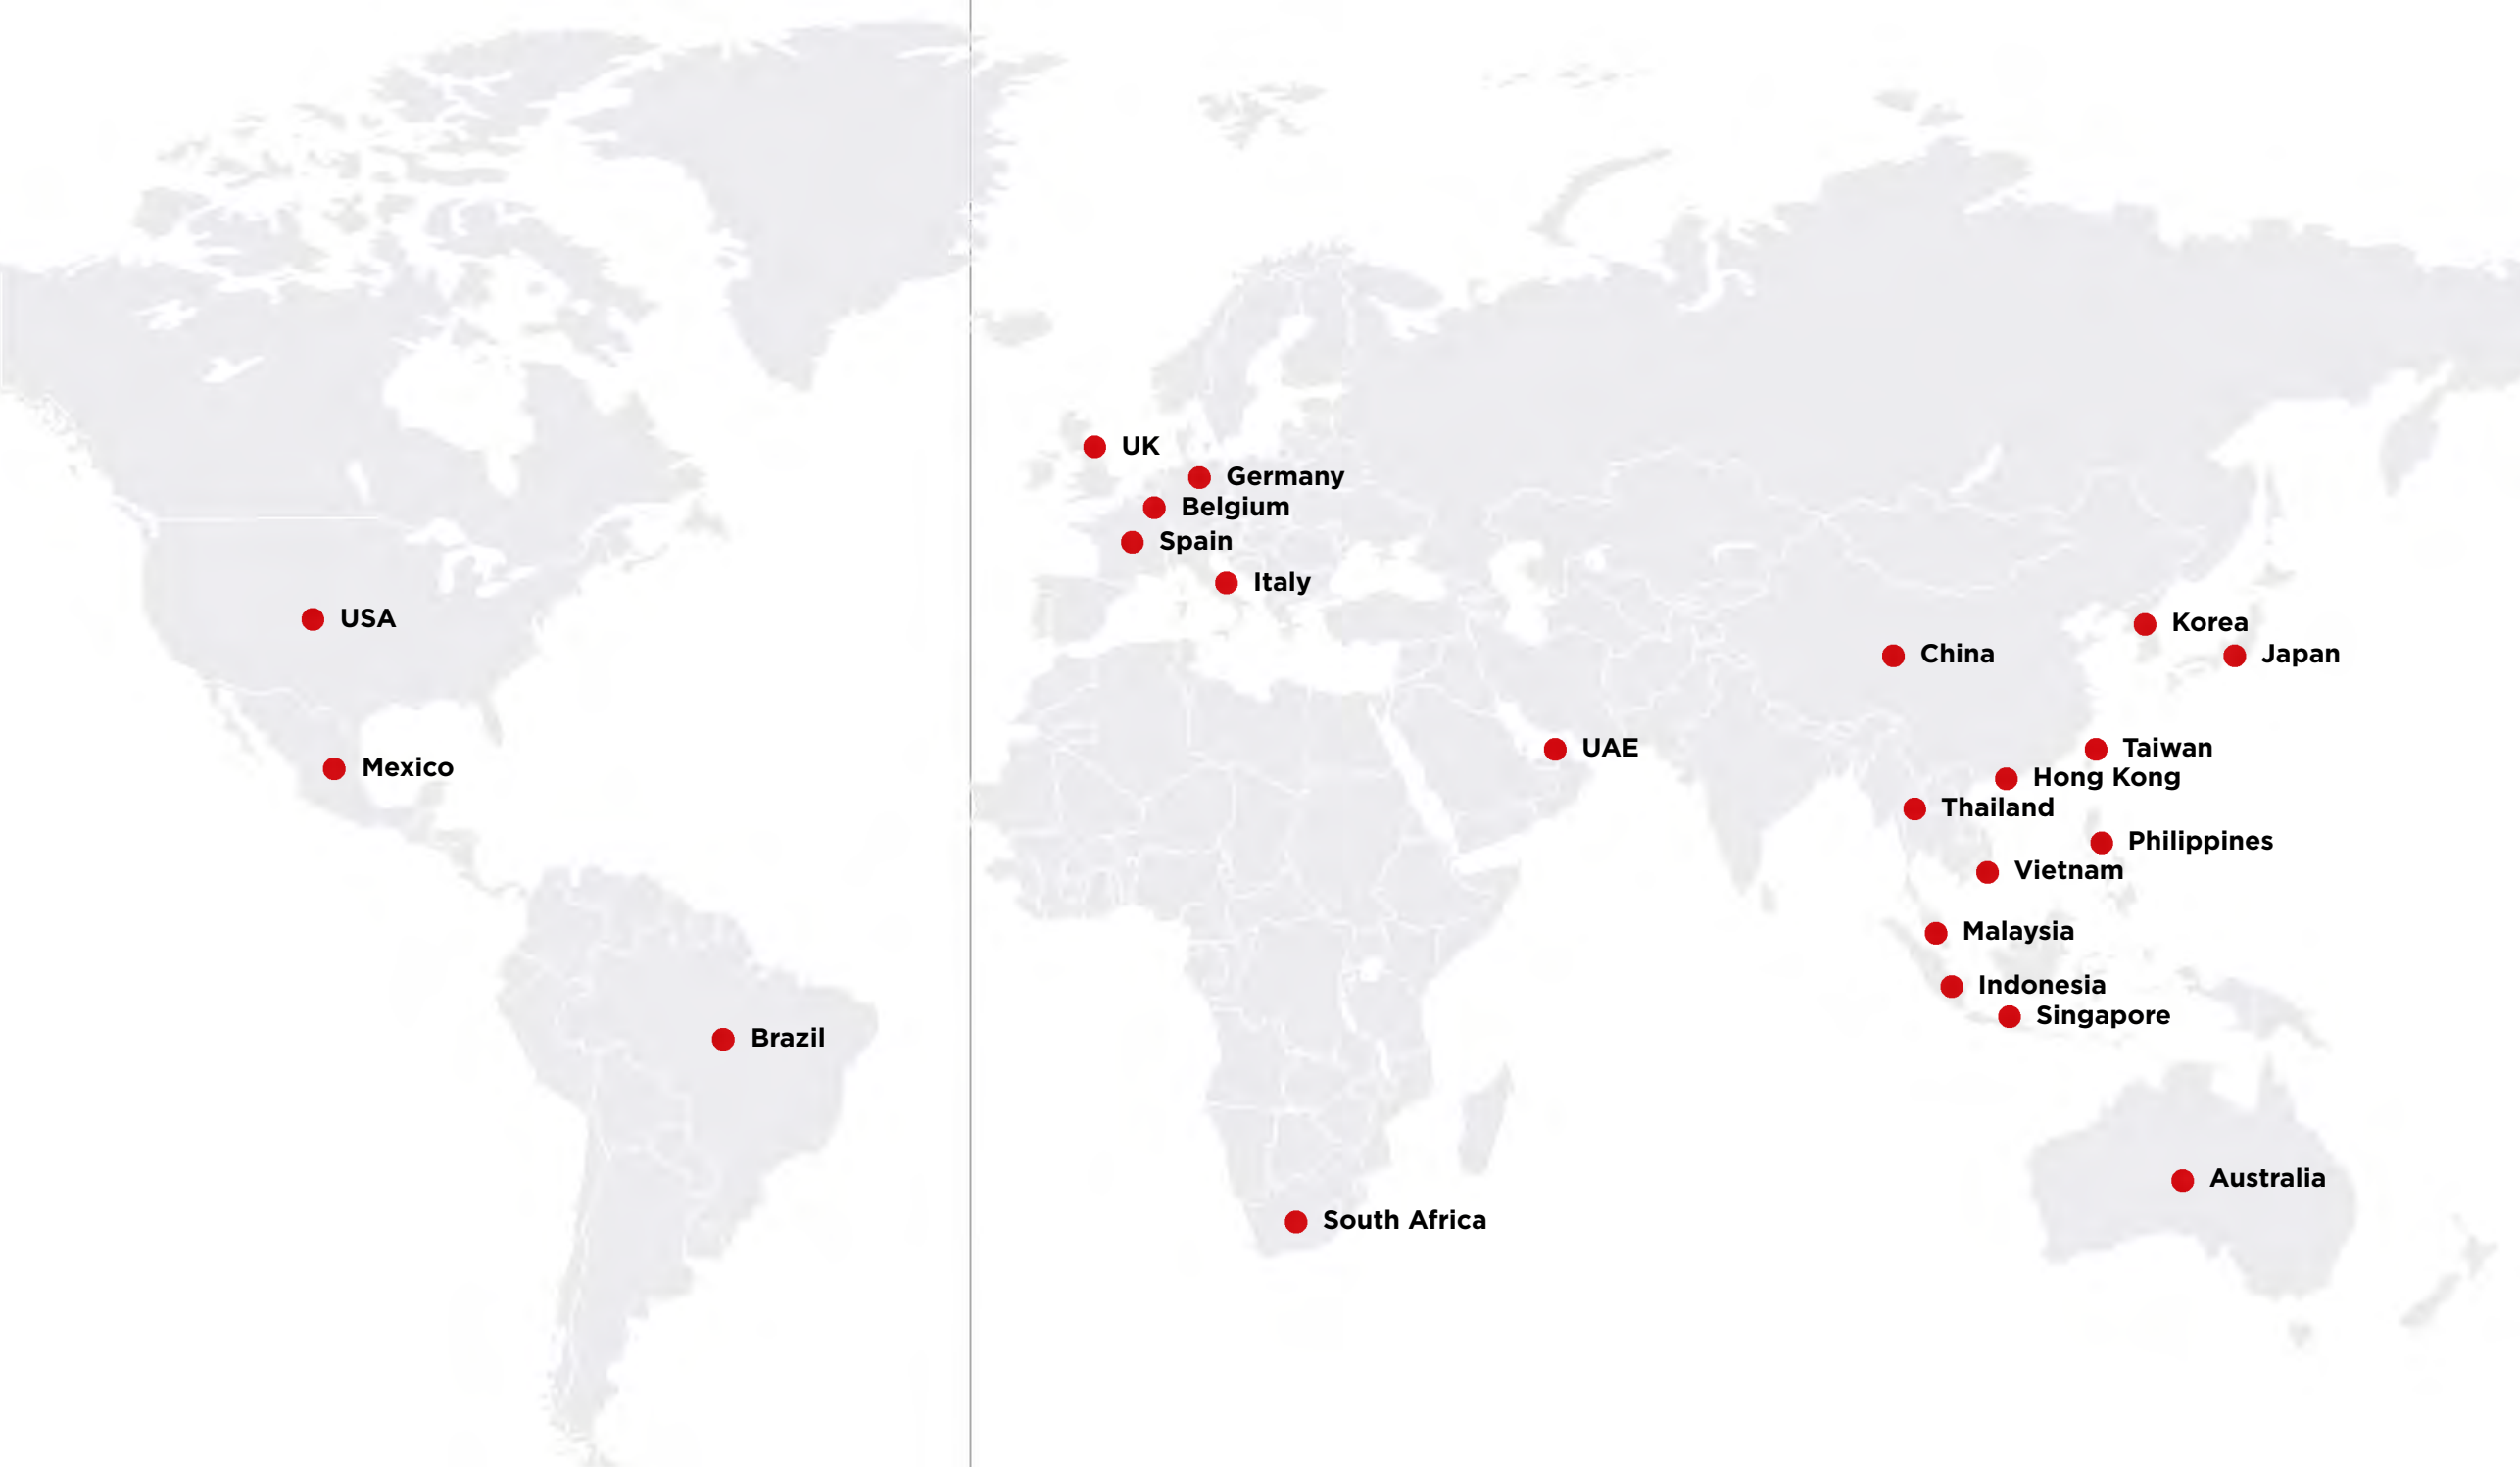 UK
Germany
Belgium
Spain
Italy
USA
Korea
China
Japan
UAE
Taiwan
Mexico
Hong Kong
Thailand
Philippines
Vietnam
Malaysia
Indonesia
Singapore
Brazil
Australia
South Africa